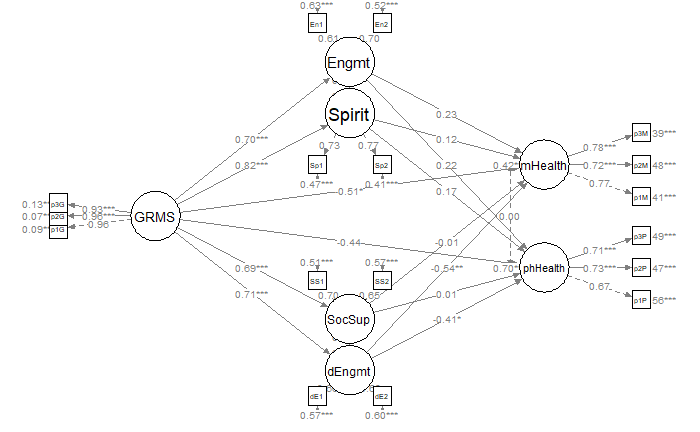 0.63*** 0.52***
En1 En2
0.61 0.70
Engmt
Spirit
0.73 0.77
Sp1 Sp2
0.47*** 0.41***
0.70***
0.82***
0.23
0.12
0.22
0.17
0.42*
mHealth
0.78*** p3M 39***
0.72*** p2M 48***
0.77 p1M 41***
0.13** p3G 0.93***
0.07** p2G 0.96***
0.09* p1G 0.96
GRMS
-0.51*
-0.44
0.00
-0.01
-0.54**
0.70*
phHealth
0.71*** p3P 49***
0.73*** p2P 47***
0.67 p1P 56***
0.69***
0.71***
0.51*** 0.57***
SS1 SS2
0.70 0.65
SocSup
0.01
-0.41*
dEngmt
dE1 dE2
0.57*** 0.60***